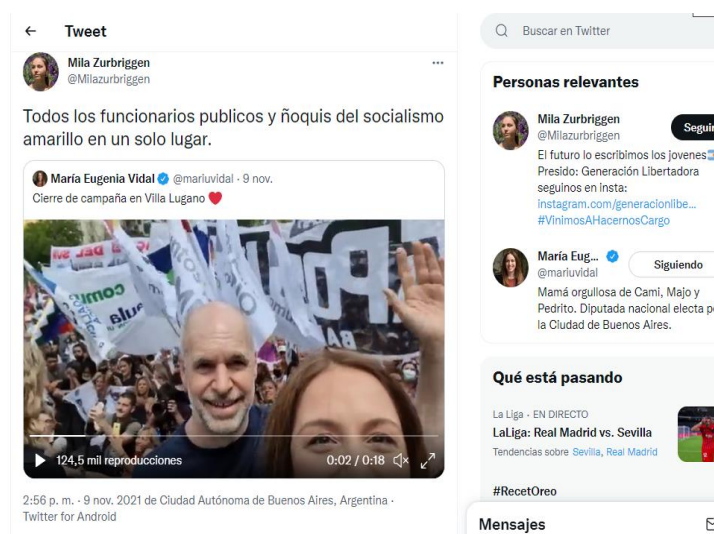 Tweet
Mila Zurbriggen
@Milazurbriggen
Todos los funcionarios publicos y ñoquis del socialismo
amarillo en un solo lugar.
María Eugenia Vidal @mariuvidal · 9 nov.
Cierre de campaña en Villa Lugano ❤️
124,5 mil reproducciones
0:02 / 0:18
2:56 p. m. · 9 nov. 2021 de Ciudad Autónoma de Buenos Aires, Argentina ·
Twitter for Android
Buscar en Twitter
Personas relevantes
Mila Zurbriggen
@Milazurbriggen
Seguir
El futuro lo escribimos los jovenes
Presido: Generación Libertadora
seguinos en insta:
instagram.com/generacionlibe...
#VinimosAHacernosCargo
María Eug...
@mariuvidal
Siguiendo
Mamá orgullosa de Cami, Majo y
Pedrito. Diputada nacional electa p
la Ciudad de Buenos Aires.
Qué está pasando
La Liga · EN DIRECTO
LaLiga: Real Madrid vs. Sevilla
Tendencias sobre Sevilla, Real Madrid
#RecetOreo
Mensajes